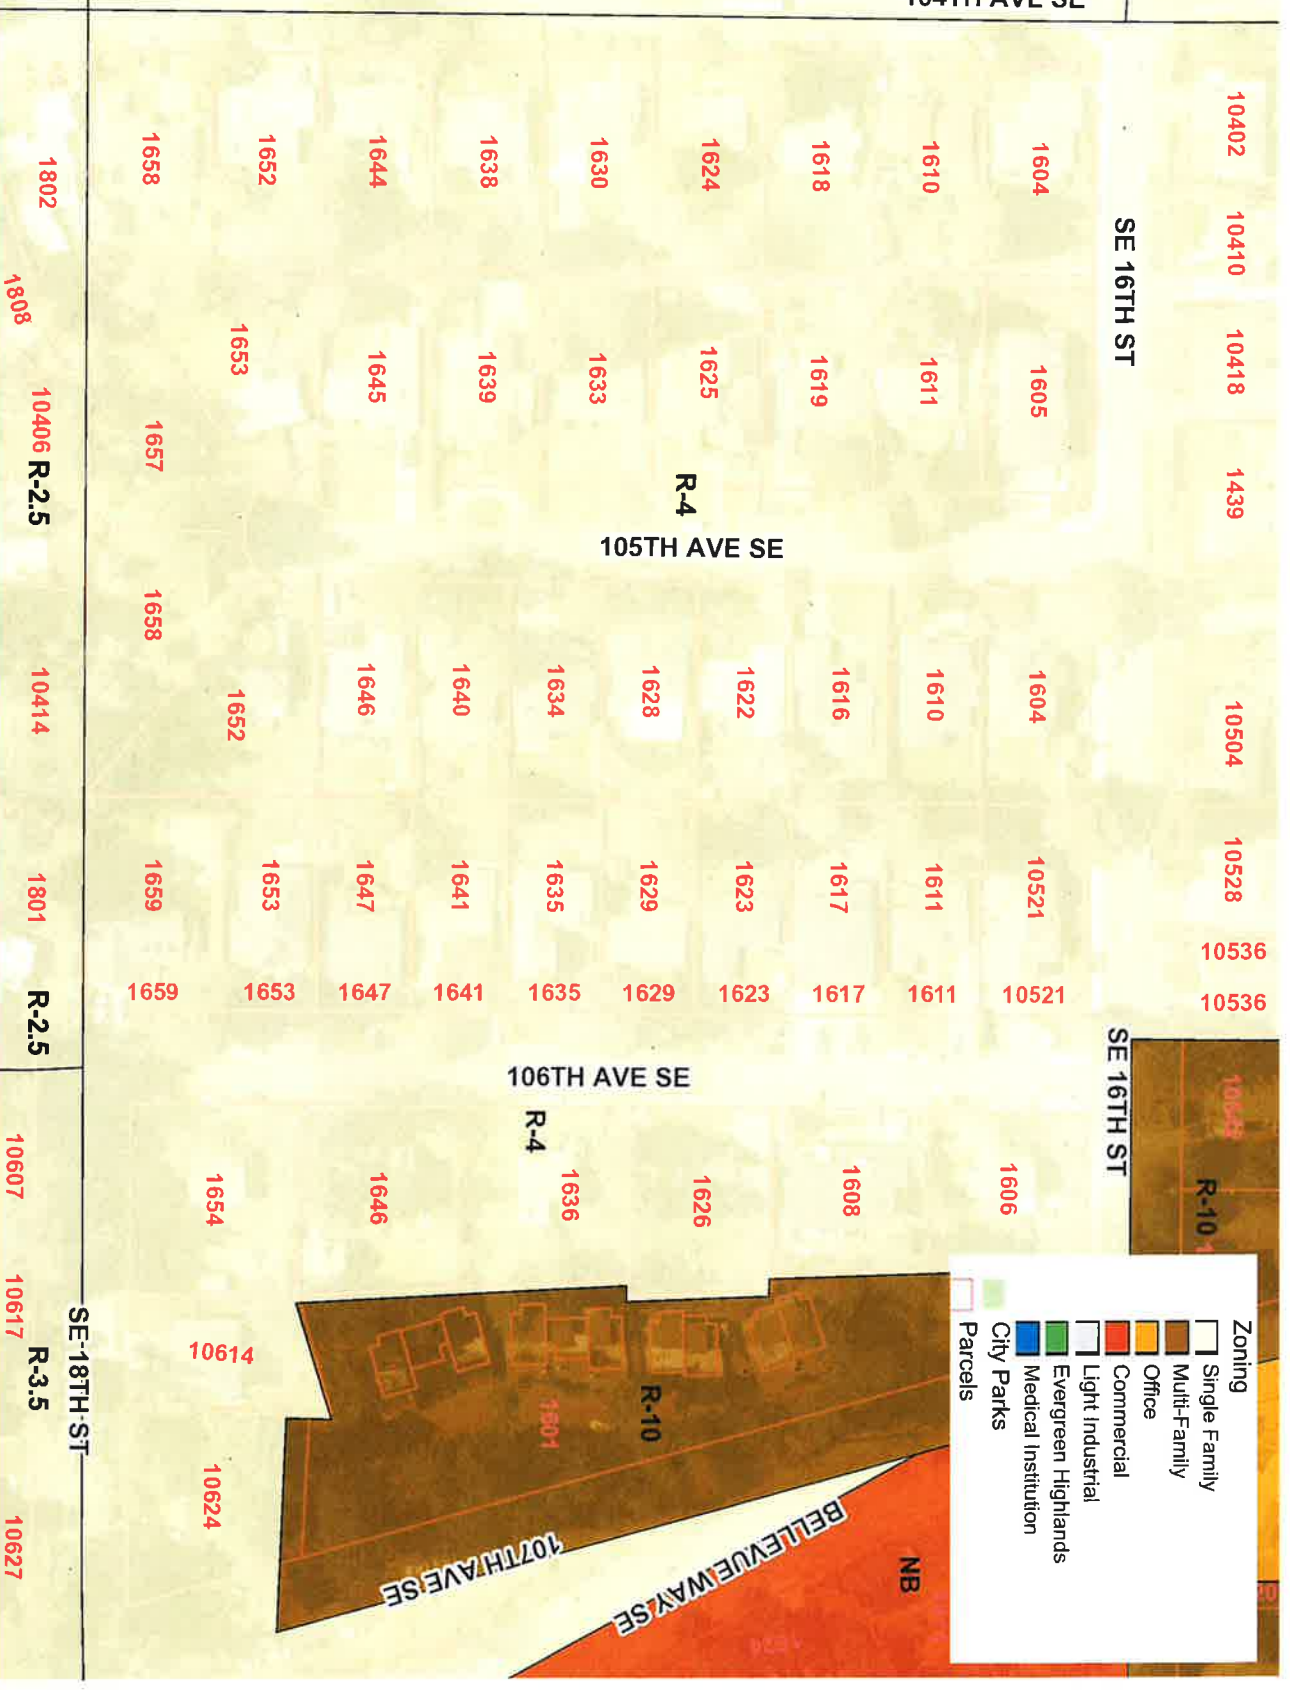 104TH AVE SE
10402
10410
10418
1439
10504
10528
10536
10536
SE 16TH ST
SE 16TH ST
R-10
1658
1652
1644
1638
1630
1624
1618
1610
1604
1802
1808
1653
1645
1639
1633
1625
1619
1611
1605
10406
R-2.5
1657
R-4
105TH AVE SE
1658
1652
1646
1640
1634
1628
1622
1616
1610
1604
10414
1659
1653
1647
1641
1635
1629
1623
1617
1611
10521
1801
1659
1653
1647
1641
1635
1629
1623
1617
1611
10521
R-2.5
106TH AVE SE
R-4
1654
1646
1636
1626
1608
1606
10607
10617
R-3.5
10627
SE 18TH ST
10614
10624
1601
R-10
107TH AVE SE
BELLEVUE WAY SE
NB
Zoning
Single Family
Multi-Family
Office
Commercial
Light Industrial
Evergreen Highlands
Medical Institution
City Parks
Parcels